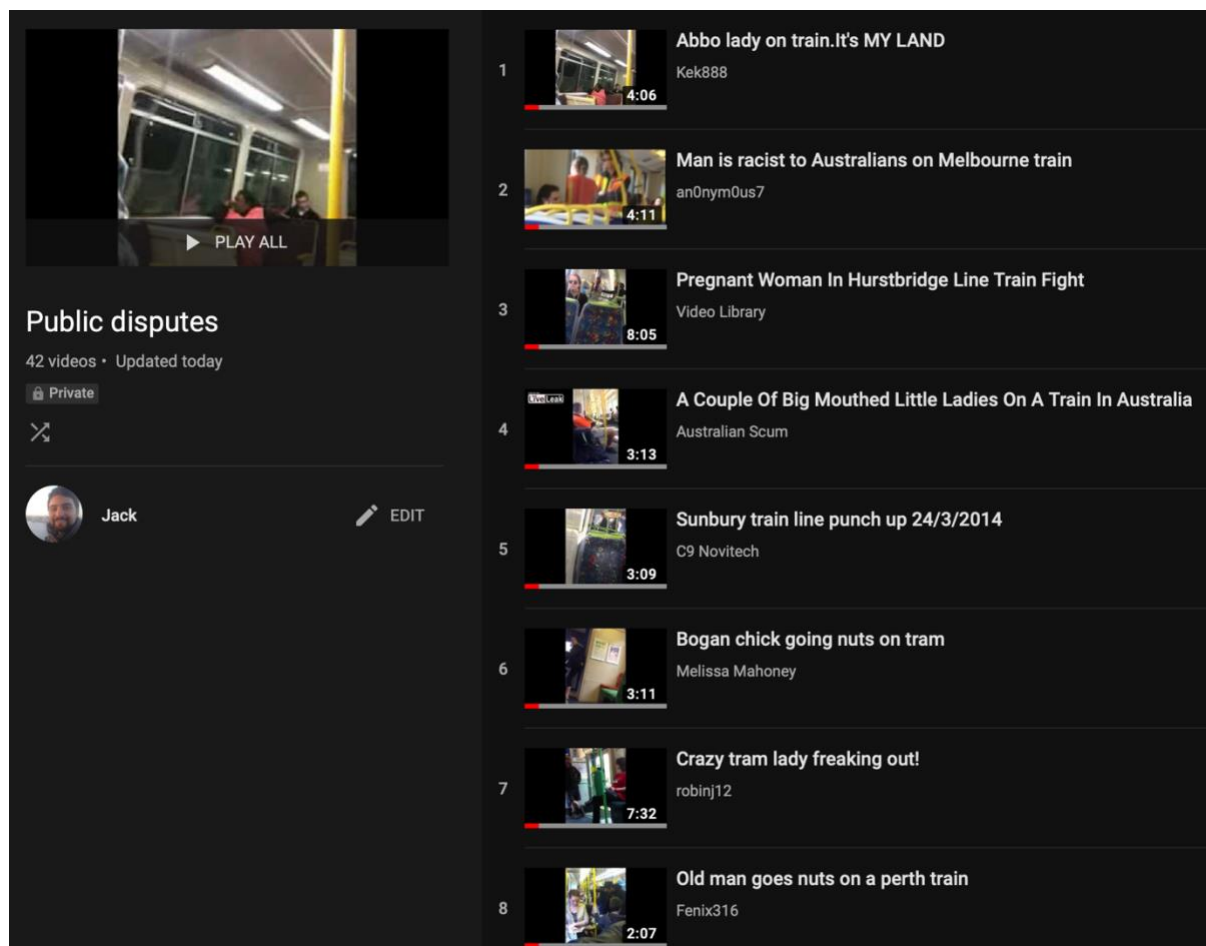 PLAY ALL
Public disputes
42 videos • Updated today
Private
Jack
EDIT
1
4:06
Abbo lady on train.It's MY LAND
Kek888
2
4:11
Man is racist to Australians on Melbourne train
an0nym0us7
3
8:05
Pregnant Woman In Hurstbridge Line Train Fight
Video Library
4
LiveLeak
3:13
A Couple Of Big Mouthed Little Ladies On A Train In Australia
Australian Scum
5
3:09
Sunbury train line punch up 24/3/2014
C9 Novitech
6
3:11
Bogan chick going nuts on tram
Melissa Mahoney
7
7:32
Crazy tram lady freaking out!
robinj12
8
2:07
Old man goes nuts on a perth train
Fenix316